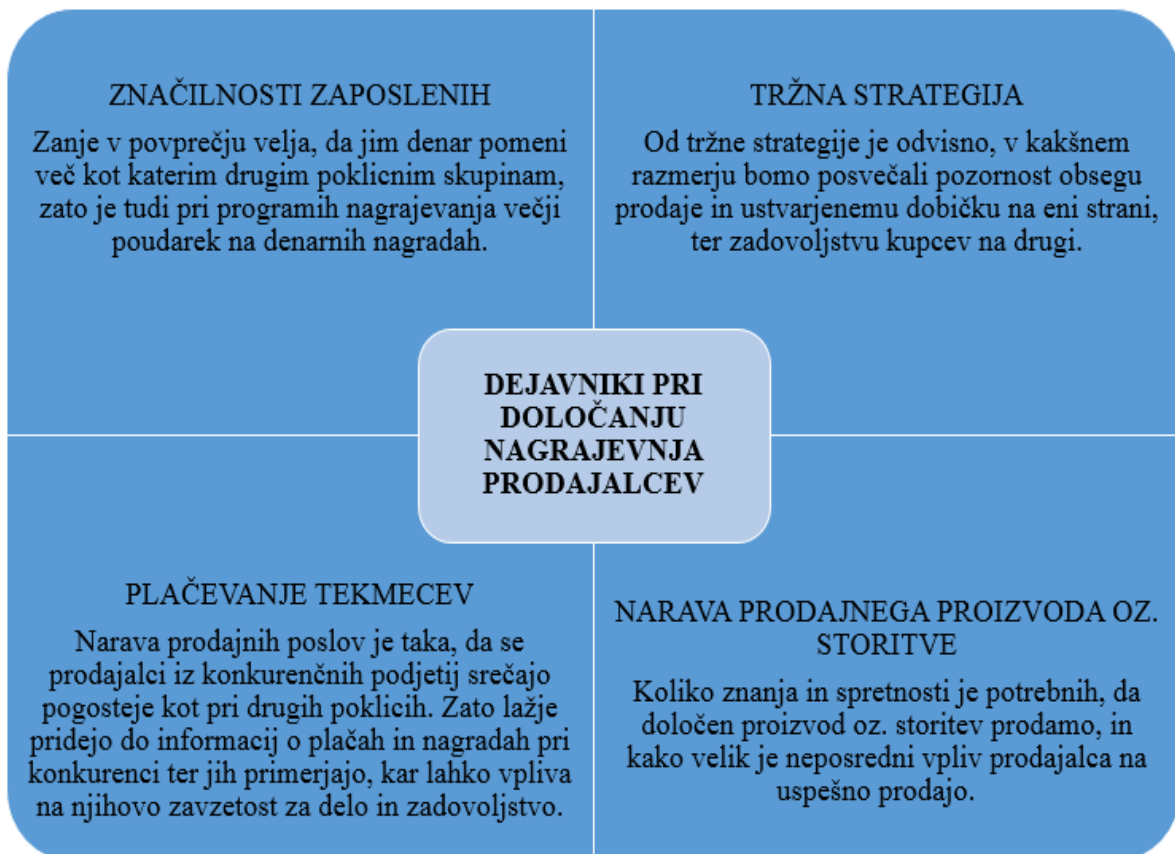 ZNAČILNOSTI ZAPOSLENIH
Zanje v povprečju velja, da jim denar pomeni
več kot katerim drugim poklicnim skupinam,
zato je tudi pri programih nagrajevanja večji
poudarek na denarnih nagradah.
TRŽNA STRATEGIJA
Od tržne strategije je odvisno, v kakšnem
razmerju bomo posvečali pozornost obsegu
prodaje in ustvarjenemu dobičku na eni strani,
ter zadovoljstvu kupcev na drugi.
DEJAVNIKI PRI
DOLOČANJU
NAGRAJEVNJA
PRODAJALCEV
PLAČEVANJE TEKMECEV
Narava prodajnih poslov je taka, da se
prodajalci iz konkurenčnih podjetij srečajo
pogosteje kot pri drugih poklicih. Zato lažje
pridejo do informacij o plačah in nagradah pri
konkurenci ter jih primerjajo, kar lahko vpliva
na njihovo zavzetost za delo in zadovoljstvo.
NARAVA PRODAJNEGA PROIZVODA OZ.
STORITVE
Koliko znanja in spretnosti je potrebnih, da
določen proizvod oz. storitev prodamo, in
kako velik je neposredni vpliv prodajalca na
uspešno prodajo.